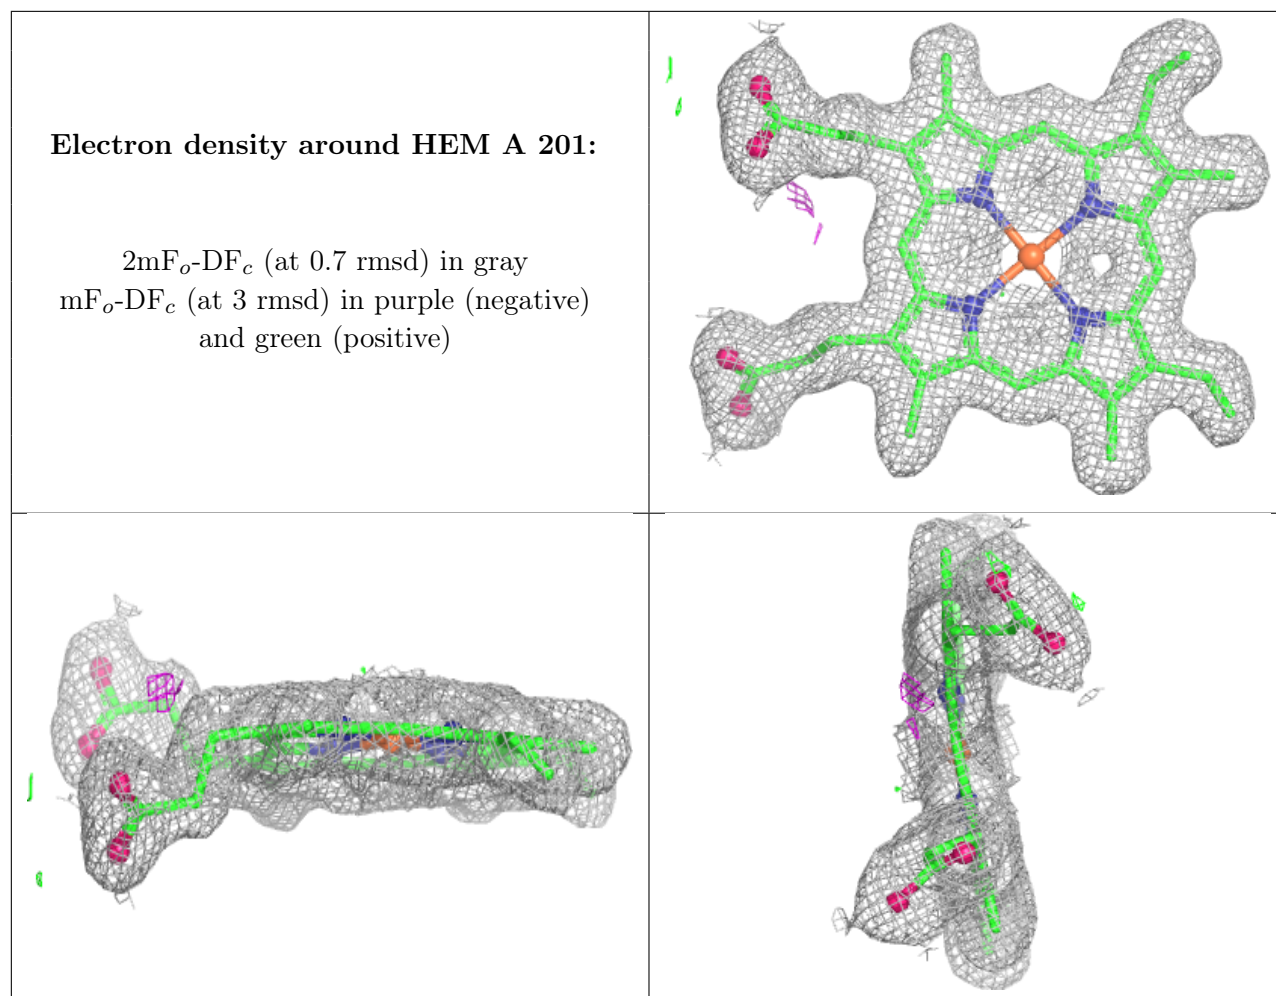 Electron density around HEM A 201:
2mFo-DFc (at 0.7 rmsd) in gray
mFo-DFc (at 3 rmsd) in purple (negative)
and green (positive)